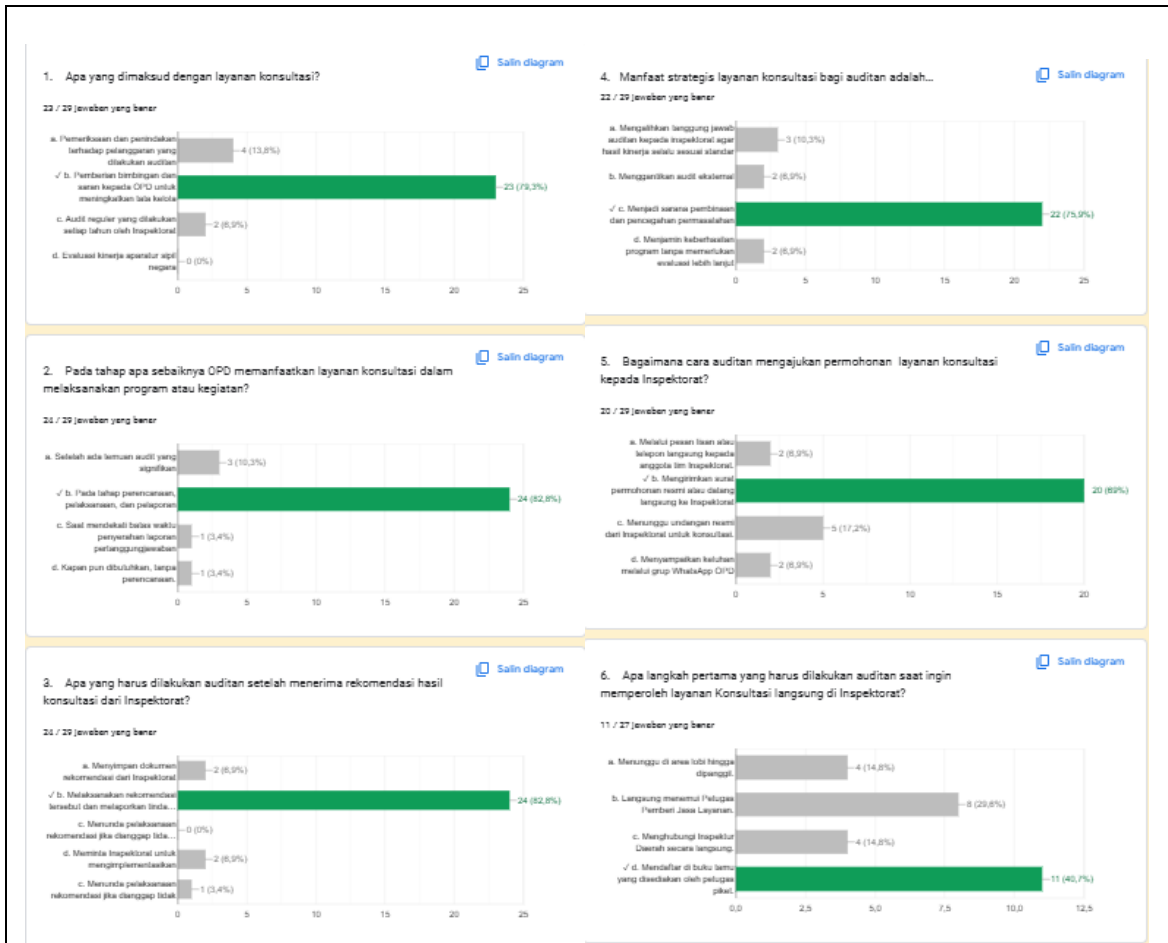 Salin diagram
1. Apa yang dimaksud dengan layanan konsultasi?
23 / 29 jawaban yang benar
a. Pemeriksaan dan penindakan
terhadap pelanggaran yang
dilakukan auditan
4 (13,8%)
✓ b. Pemberian bimbingan dan
saran kepada OPD untuk
meningkatkan tata kelola
23 (79,3%)
c. Audit reguler yang dilakukan
setiap tahun oleh Inspektorat
2 (6,9%)
d. Evaluasi kinerja aparatur sipil
negara
0 (0%)
0 5 10 15 20 25
Salin diagram
2. Pada tahap apa sebaiknya OPD memanfaatkan layanan konsultasi dalam
melaksanakan program atau kegiatan?
24 / 29 jawaban yang benar
a. Setelah ada temuan audit yang
signifikan
3 (10,3%)
✓ b. Pada tahap perencanaan,
pelaksanaan, dan pelaporan
24 (82,8%)
c. Saat mendekati batas waktu
penyerahan laporan
pertanggungjawaban
1 (3,4%)
d. Kapan pun dibutuhkan, tanpa
perencanaan.
1 (3,4%)
0 5 10 15 20 25
Salin diagram
3. Apa yang harus dilakukan auditan setelah menerima rekomendasi hasil
konsultasi dari Inspektorat?
24 / 29 jawaban yang benar
a. Menyimpan dokumen
rekomendasi dari Inspektorat
2 (6,9%)
✓ b. Melaksanakan rekomendasi
tersebut dan melaporkan tinda...
24 (82,8%)
c. Menunda pelaksanaan
rekomendasi jika dianggap tida...
0 (0%)
d. Meminta Inspektorat untuk
mengimplementasikan
2 (6,9%)
c. Menunda pelaksanaan
rekomendasi jika dianggap tidak
1 (3,4%)
0 5 10 15 20 25
Salin diagram
4. Manfaat strategis layanan konsultasi bagi auditan adalah...
22 / 29 jawaban yang benar
a. Mengalihkan tanggung jawab
auditan kepada inspektorat agar
hasil kinerja selalu sesuai standar
3 (10,3%)
b. Menggantikan audit eksternal
2 (6,9%)
✓ c. Menjadi sarana pembinaan
dan pencegahan permasalahan
22 (75,9%)
d. Menjamin keberhasilan
program tanpa memerlukan
evaluasi lebih lanjut
2 (6,9%)
0 5 10 15 20 25
Salin diagram
5. Bagaimana cara auditan mengajukan permohonan layanan konsultasi
kepada Inspektorat?
20 / 29 jawaban yang benar
a. Melalui pesan lisan atau
telepon langsung kepada
anggota tim Inspektorat.
2 (6,9%)
✓ b. Mengirimkan surat
permohonan resmi atau datang
langsung ke Inspektorat
20 (69%)
c. Menunggu undangan resmi
dari Inspektorat untuk konsultasi.
5 (17,2%)
d. Menyampaikan keluhan
melalui grup WhatsApp OPD
2 (6,9%)
0 5 10 15 20
Salin diagram
6. Apa langkah pertama yang harus dilakukan auditan saat ingin
memperoleh layanan Konsultasi langsung di Inspektorat?
11 / 27 jawaban yang benar
a. Menunggu di area lobi hingga
dipanggil.
4 (14,8%)
b. Langsung menemui Petugas
Pemberi Jasa Layanan.
8 (29,6%)
c. Menghubungi Inspektur
Daerah secara langsung.
4 (14,8%)
✓ d. Mendaftar di buku tamu
yang disediakan oleh petugas
piket.
11 (40,7%)
0,0 2,5 5,0 7,5 10,0 12,5